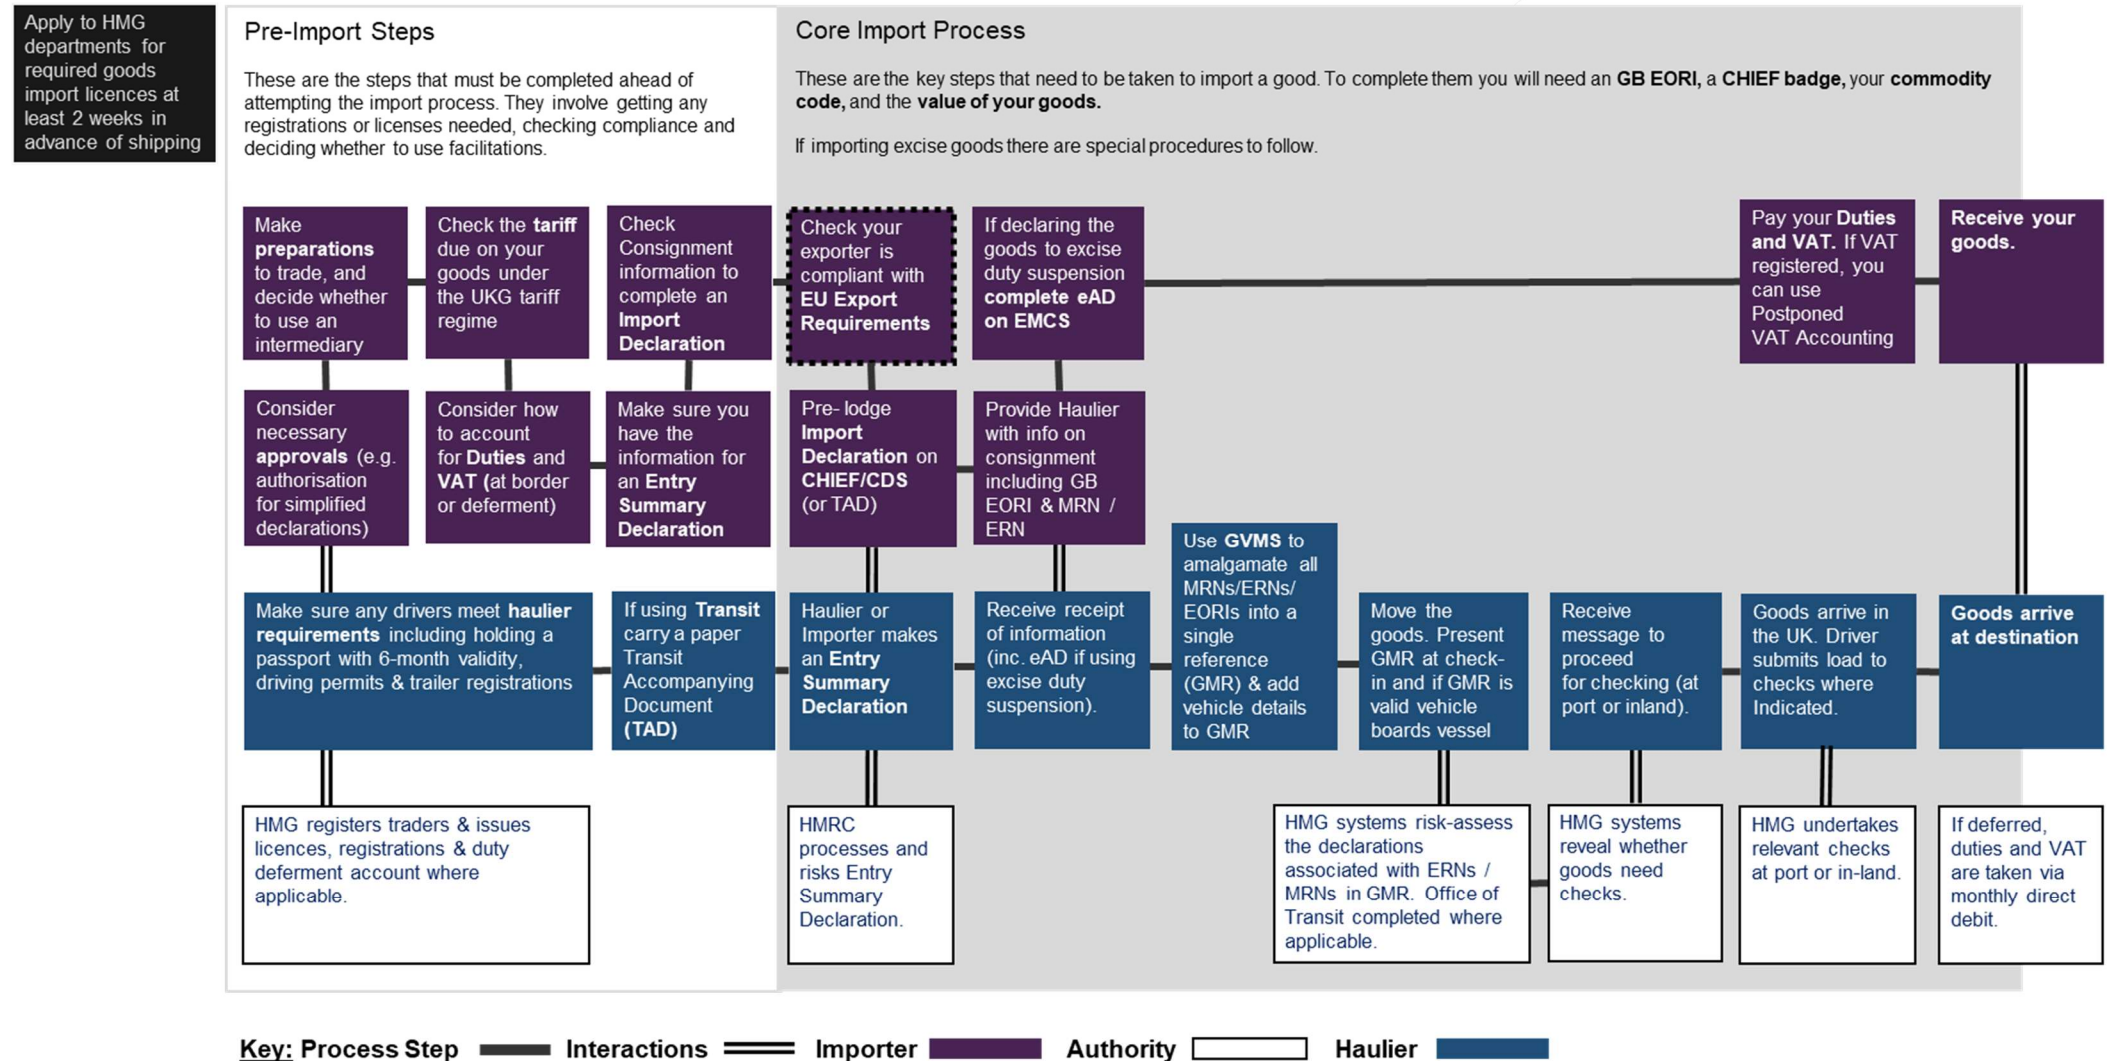 Apply to HMG
departments for
required goods
import licences at
least 2 weeks in
advance of shipping
Pre-Import Steps
These are the steps that must be completed ahead of
attempting the import process. They involve getting any
registrations or licenses needed, checking compliance and
deciding whether to use facilitations.
Core Import Process
These are the key steps that need to be taken to import a good. To complete them you will need an GB EORI, a CHIEF badge, your commodity
code, and the value of your goods.
If importing excise goods there are special procedures to follow.
Make
preparations
to trade, and
decide whether
to use an
intermediary
Check the tariff
due on your
goods under
the UKG tariff
regime
Check
Consignment
information to
complete an
Import
Declaration
Check your
exporter is
compliant with
EU Export
Requirements
If declaring the
goods to excise
duty suspension
complete eAD
on EMCS
Pay your Duties
and VAT. If VAT
registered, you
can use
Postponed
VAT Accounting
Receive your
goods.
Consider
necessary
approvals (e.g.
authorisation
for simplified
declarations)
Consider how
to account
for Duties and
VAT (at border
or deferment)
Make sure you
have the
information for
an Entry
Summary
Declaration
Pre- lodge
Import
Declaration on
CHIEF/CDS
(or TAD)
Provide Haulier
with info on
consignment
including GB
EORI & MRN /
ERN
Make sure any drivers meet haulier
requirements including holding a
passport with 6-month validity,
driving permits & trailer registrations
If using Transit
carry a paper
Transit
Accompanying
Document
(TAD)
Haulier or
Importer makes
an Entry
Summary
Declaration
Receive receipt
of information
(inc. eAD if using
excise duty
suspension).
Use GVMS to
amalgamate all
MRNs/ERNs/
EORIs into a
single
reference
(GMR) & add
vehicle details
to GMR
Move the
goods. Present
GMR at check-
in and if GMR is
valid vehicle
boards vessel
Receive
message to
proceed
for checking (at
port or inland).
Goods arrive in
the UK. Driver
submits load to
checks where
Indicated.
Goods arrive
at destination
HMG registers traders & issues
licences, registrations & duty
deferment account where
applicable.
HMRC
processes and
risks Entry
Summary
Declaration.
HMG systems risk-assess
the declarations
associated with ERNs /
MRNs in GMR. Office of
Transit completed where
applicable.
HMG systems
reveal whether
goods need
checks.
HMG undertakes
relevant checks
at port or in-land.
If deferred,
duties and VAT
are taken via
monthly direct
debit.
Key: Process Step Interactions Importer Authority Haulier